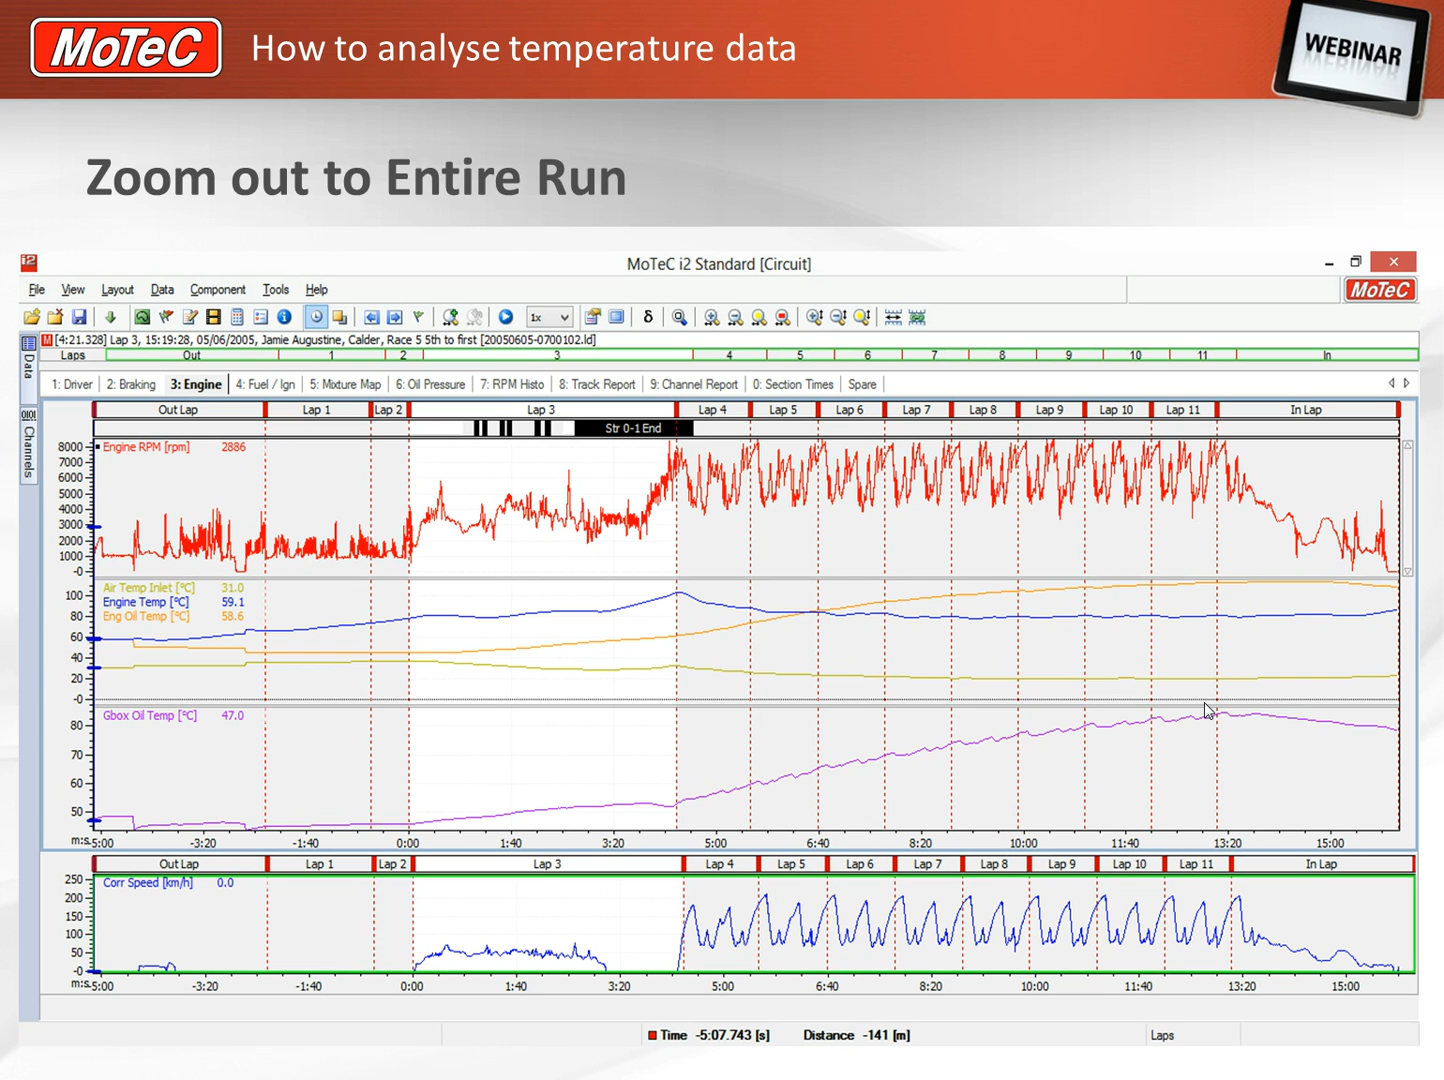 MoTeC How to analyse temperature data
WEBINAR
Zoom out to Entire Run
i2 MoTeC i2 Standard [Circuit]
File View Layout Data Component Tools Help
MoTeC
1x δ
[4:21.328] Lap 3, 15:19:28, 05/06/2005, Jamie Augustine, Calder, Race 5 5th to first [20050605-0700102.ld]
Laps Out 1 2 3 4 5 6 7 8 9 10 11 In
Data
Channels
1: Driver 2: Braking 3: Engine 4: Fuel / Ign 5: Mixture Map 6: Oil Pressure 7: RPM Histo 8: Track Report 9: Channel Report 0: Section Times Spare
Out Lap Lap 1 Lap 2 Lap 3 Lap 4 Lap 5 Lap 6 Lap 7 Lap 8 Lap 9 Lap 10 Lap 11 In Lap
Str 0-1 End
Engine RPM [rpm] 2886
8000
7000
6000
5000
4000
3000
2000
1000
-0
Air Temp Inlet [°C] 31.0
Engine Temp [°C] 59.1
Eng Oil Temp [°C] 58.6
100
80
60
40
20
-0
Gbox Oil Temp [°C] 47.0
80
70
60
50
m:s -5:00 -3:20 -1:40 0:00 1:40 3:20 5:00 6:40 8:20 10:00 11:40 13:20 15:00
Out Lap Lap 1 Lap 2 Lap 3 Lap 4 Lap 5 Lap 6 Lap 7 Lap 8 Lap 9 Lap 10 Lap 11 In Lap
Corr Speed [km/h] 0.0
250
200
150
100
50
-0
m:s -5:00 -3:20 -1:40 0:00 1:40 3:20 5:00 6:40 8:20 10:00 11:40 13:20 15:00
Time -5:07.743 [s] Distance -141 [m] Laps